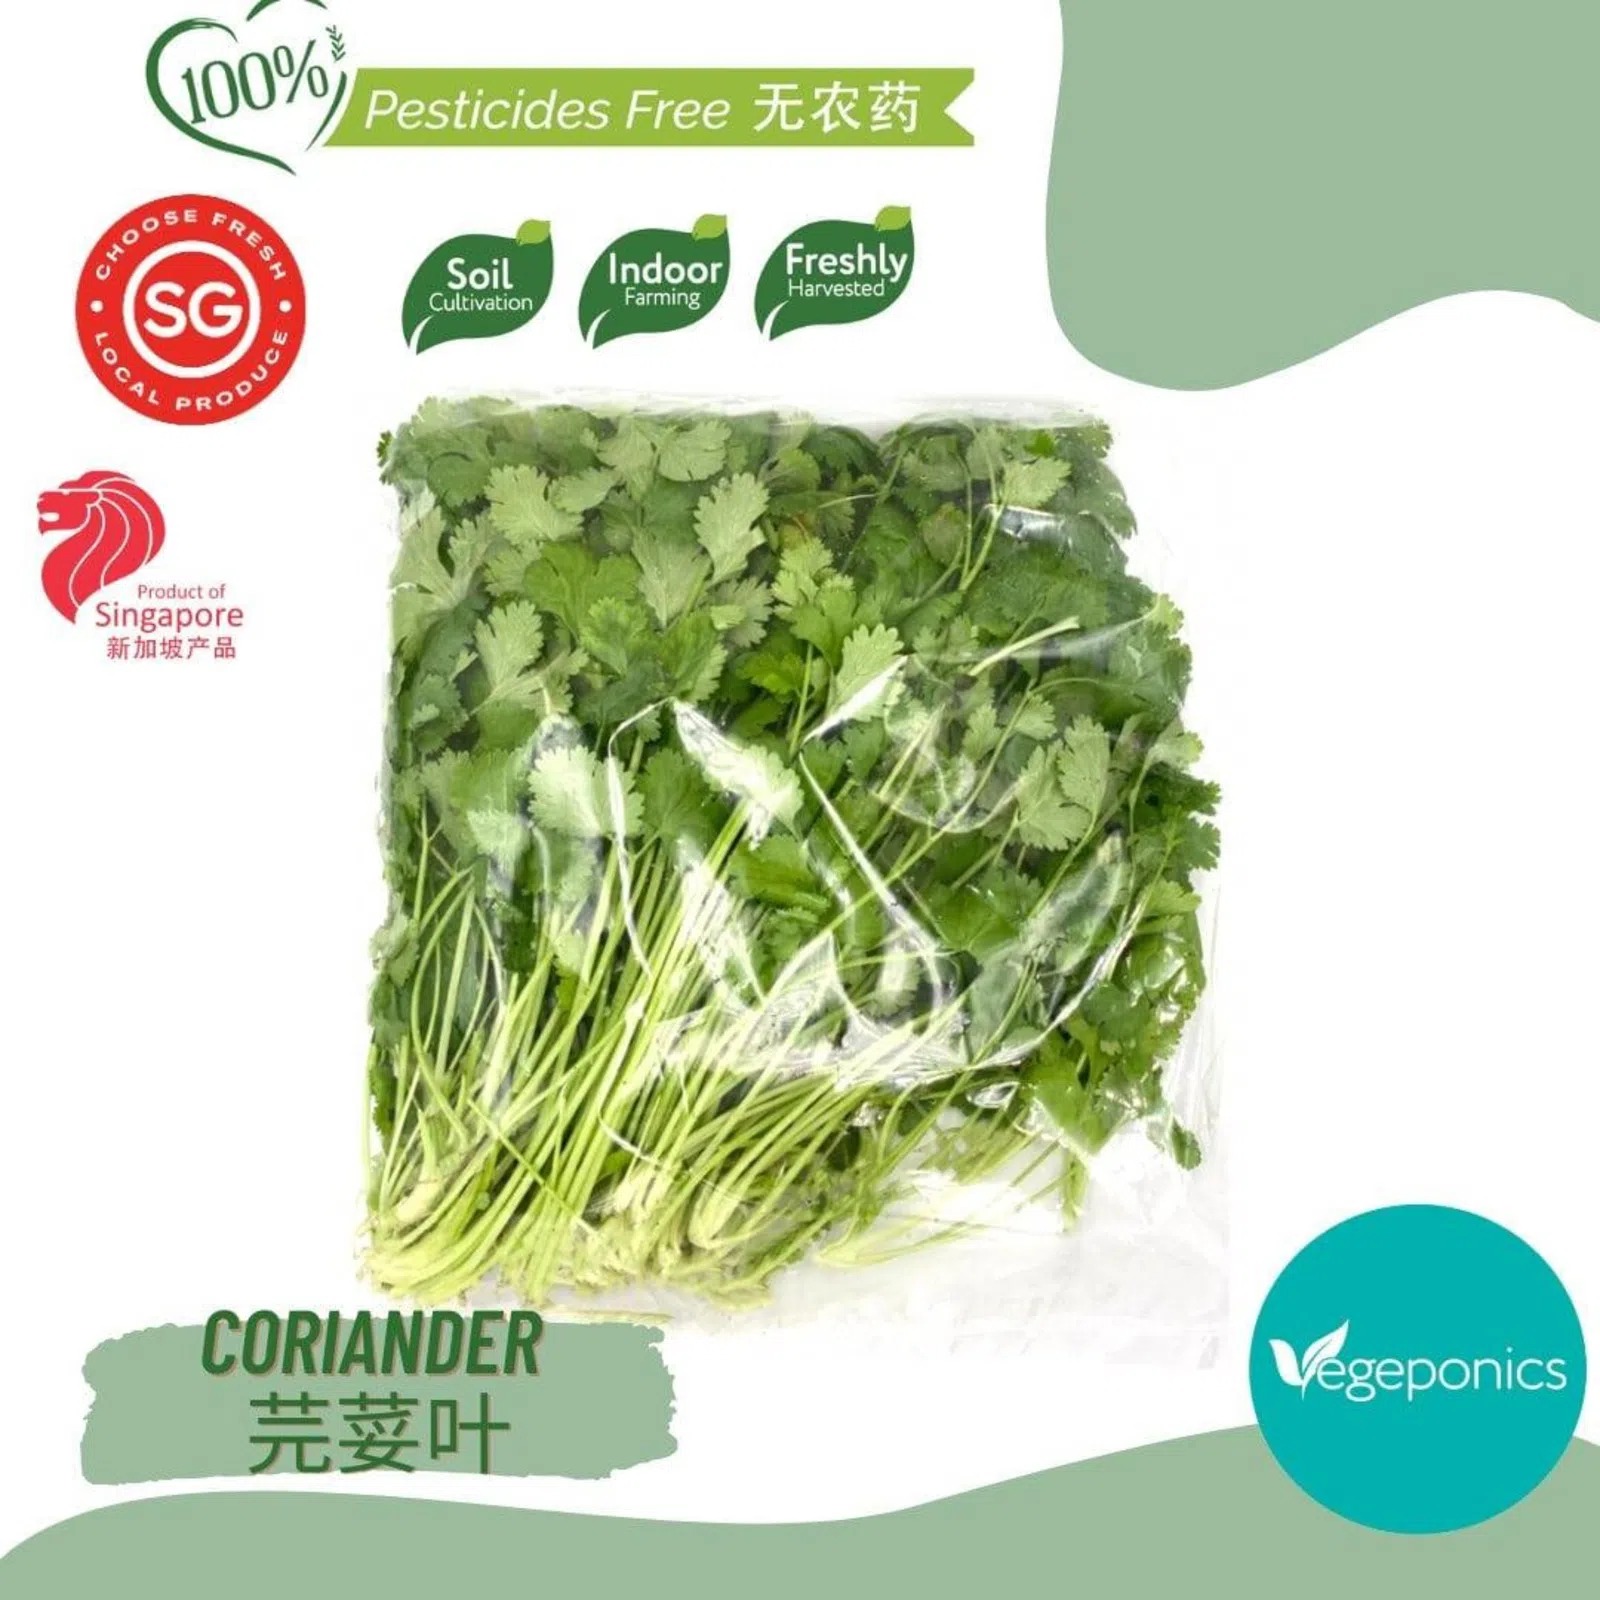 100%
Pesticides Free 无农药
CHOOSE FRESH
SG
LOCAL PRODUCE
Soil
Cultivation
Indoor
Farming
Freshly
Harvested
Product of
Singapore
新加坡产品
CORIANDER
芫荽叶
Vegeponics